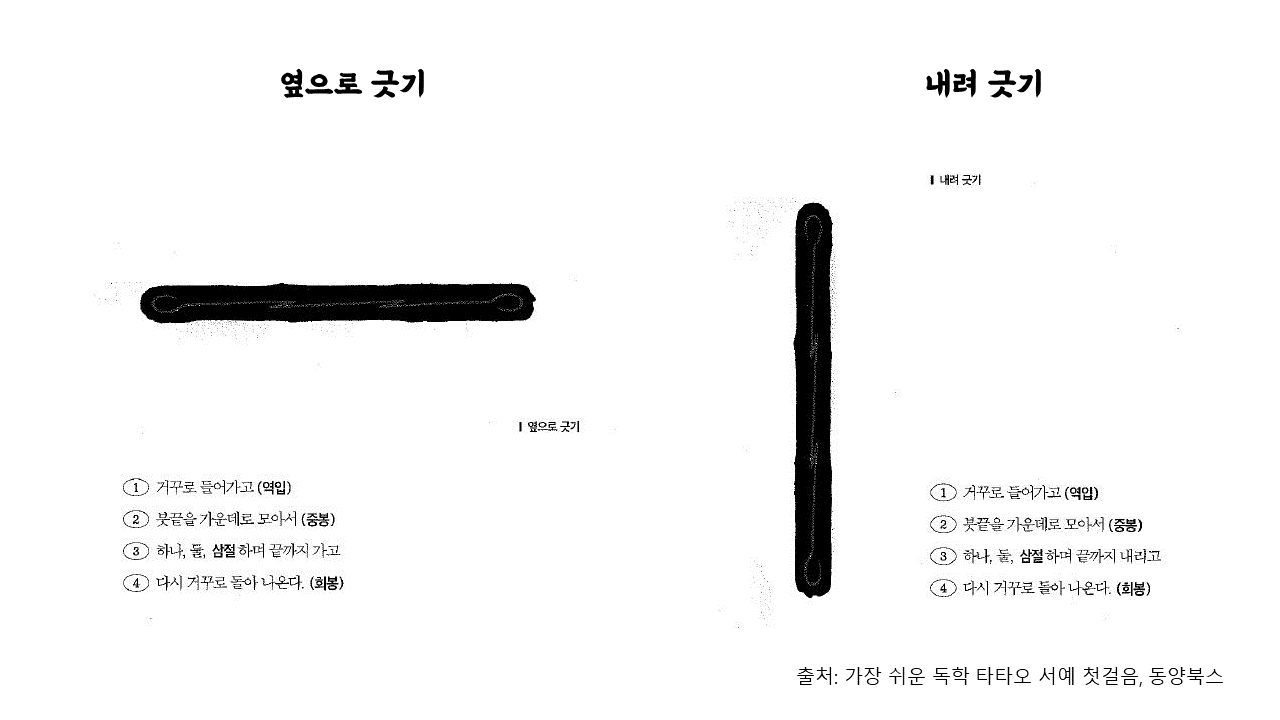 옆으로 긋기
옆으로 긋기
① 거꾸로 들어가고 (역입)
② 붓끝을 가운데로 모아서 (중봉)
③ 하나, 둘, 삼절 하며 끝까지 가고
④ 다시 거꾸로 돌아 나온다. (회봉)
내려 긋기
내려 긋기
① 거꾸로 들어가고 (역입)
② 붓끝을 가운데로 모아서 (중봉)
③ 하나, 둘, 삼절 하며 끝까지 내리고
④ 다시 거꾸로 돌아 나온다. (회봉)
출처: 가장 쉬운 독학 타타오 서예 첫걸음, 동양북스